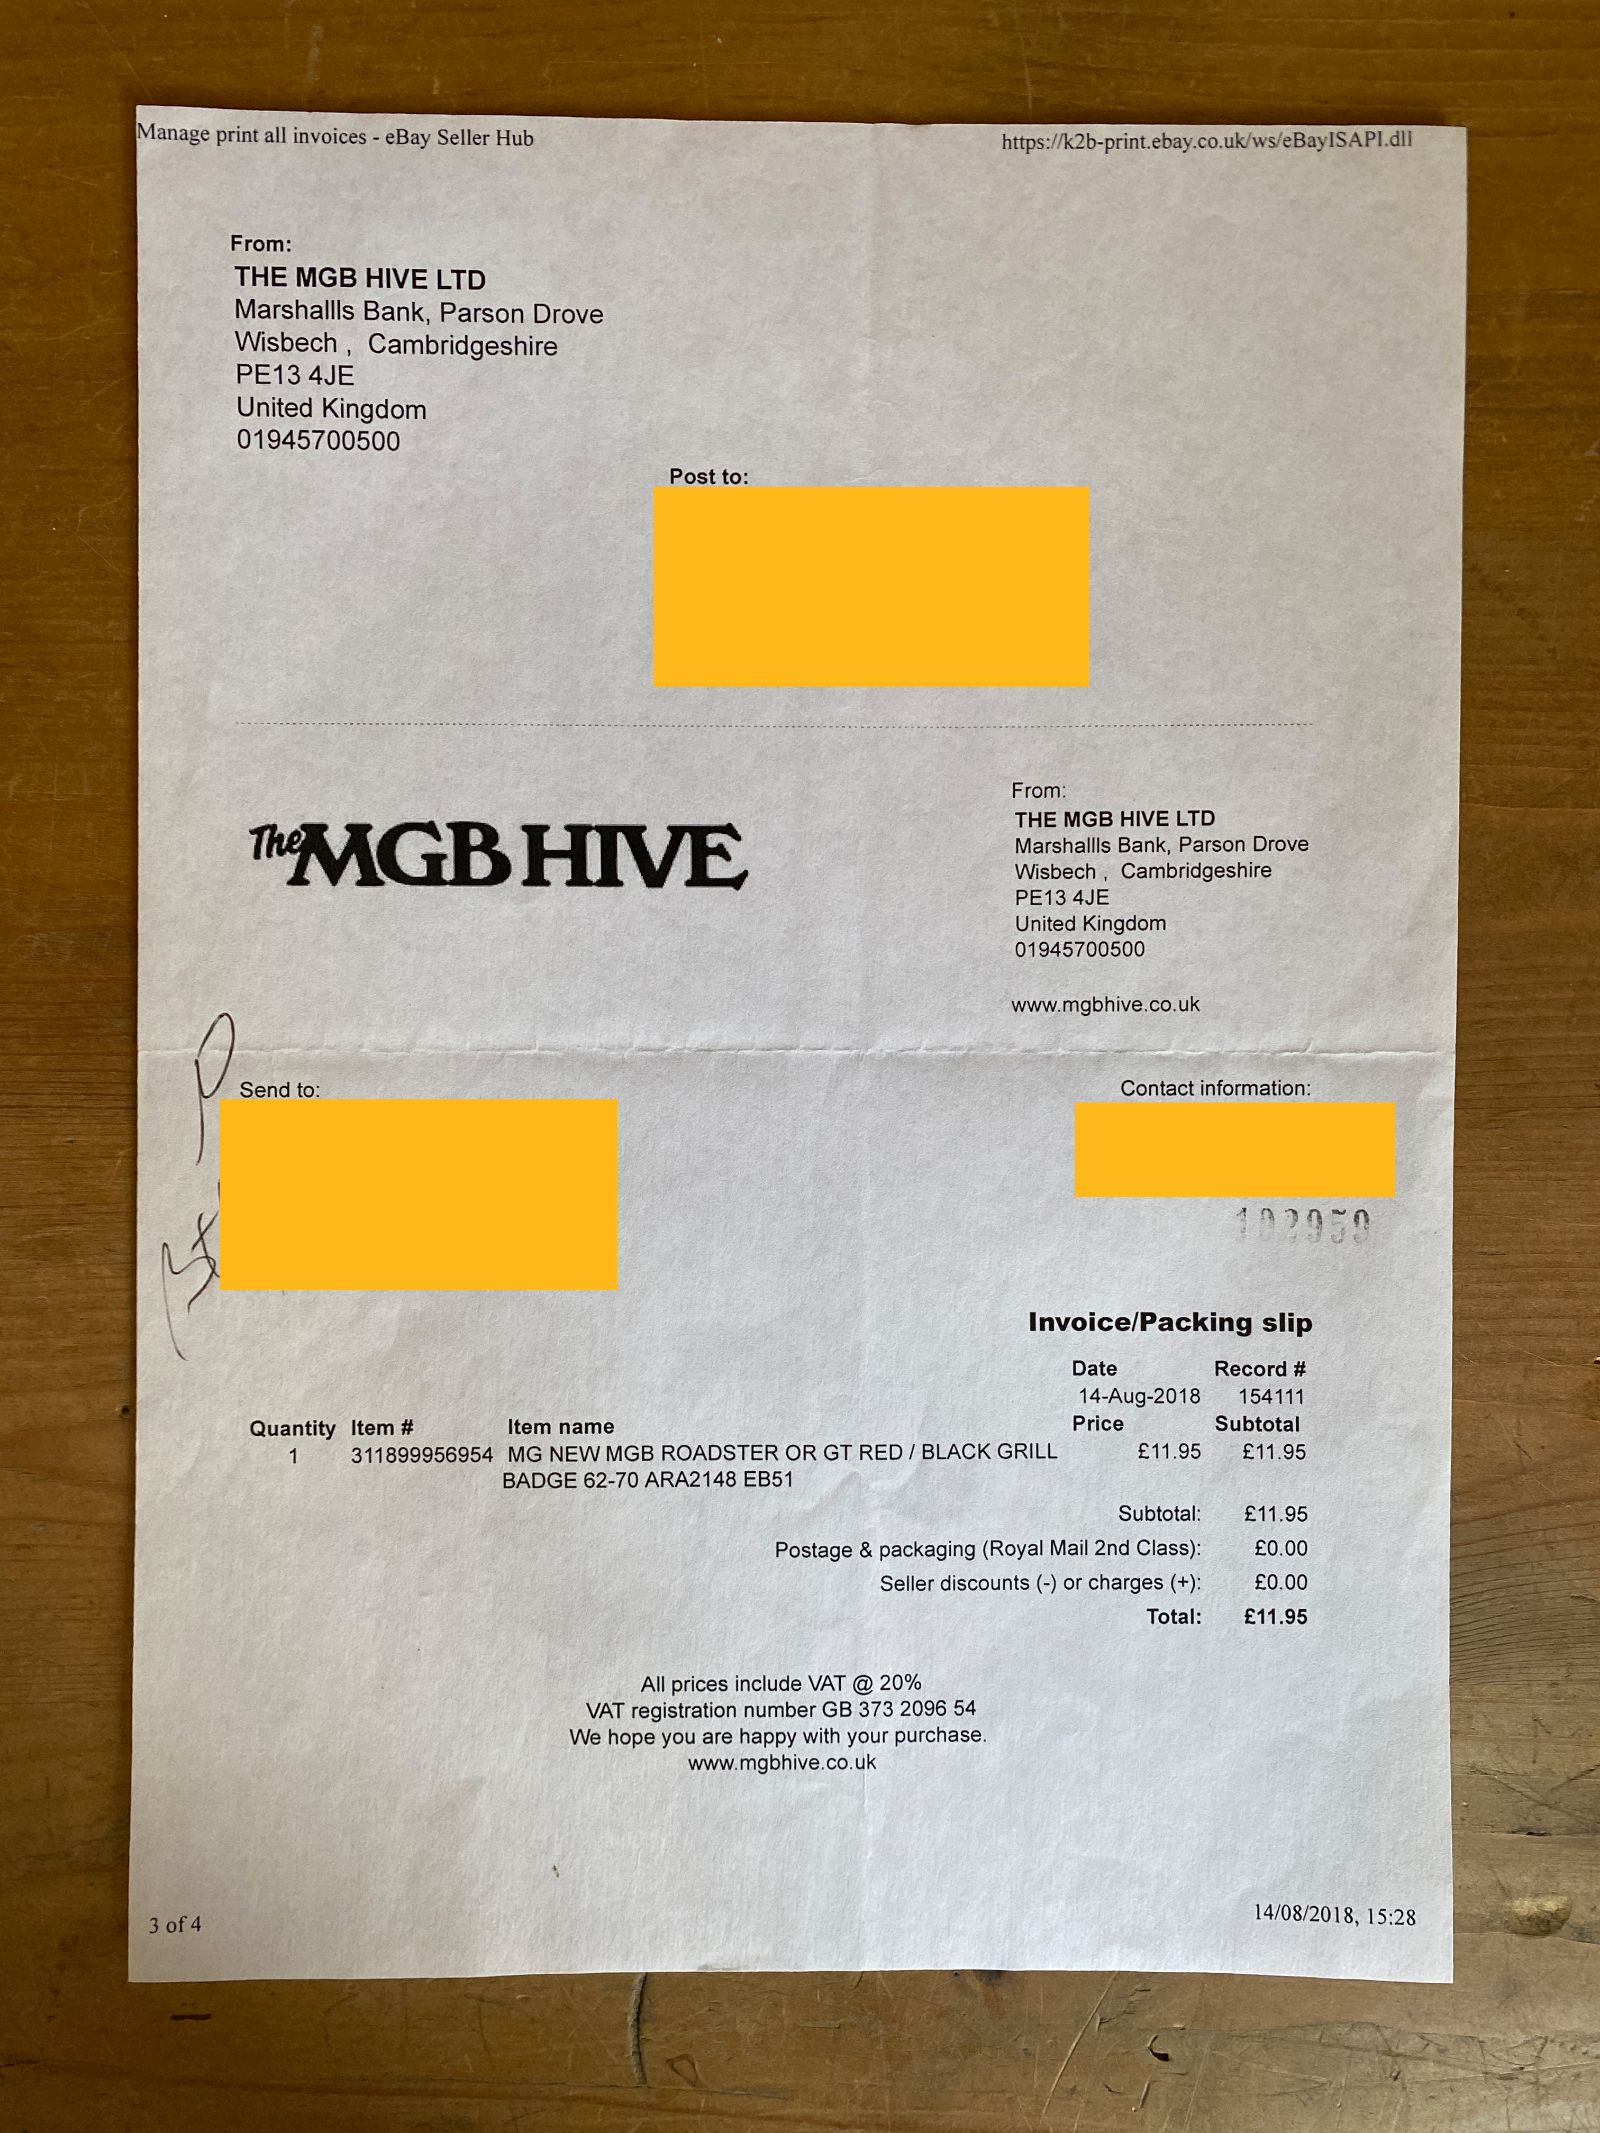 Manage print all invoices - eBay Seller Hub
https://k2b-print.ebay.co.uk/ws/eBayISAPI.dll
From:
THE MGB HIVE LTD
Marshallls Bank, Parson Drove
Wisbech , Cambridgeshire
PE13 4JE
United Kingdom
01945700500
Post to:
The MGB HIVE
From:
THE MGB HIVE LTD
Marshallls Bank, Parson Drove
Wisbech , Cambridgeshire
PE13 4JE
United Kingdom
01945700500
www.mgbhive.co.uk
Send to:
Contact information:
102959
Invoice/Packing slip
Date Record #
14-Aug-2018 154111
Quantity Item # Item name Price Subtotal
1 311899956954 MG NEW MGB ROADSTER OR GT RED / BLACK GRILL £11.95 £11.95
BADGE 62-70 ARA2148 EB51
Subtotal: £11.95
Postage & packaging (Royal Mail 2nd Class): £0.00
Seller discounts (-) or charges (+): £0.00
Total: £11.95
All prices include VAT @ 20%
VAT registration number GB 373 2096 54
We hope you are happy with your purchase.
www.mgbhive.co.uk
3 of 4
14/08/2018, 15:28